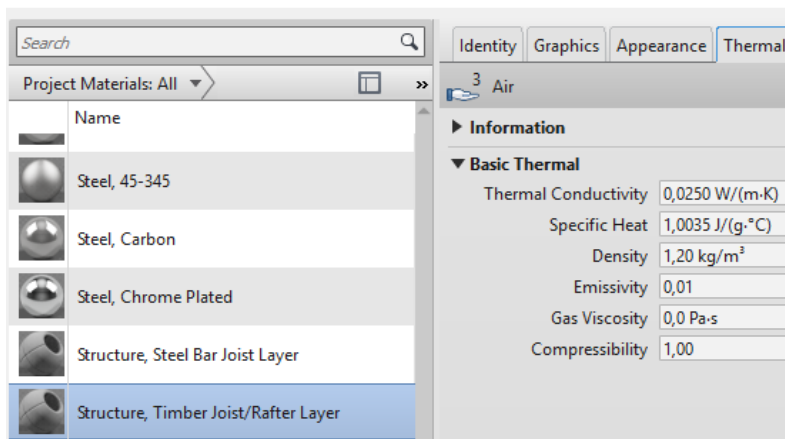 Search
Project Materials: All
»
Name
Steel, 45-345
Steel, Carbon
Steel, Chrome Plated
Structure, Steel Bar Joist Layer
Structure, Timber Joist/Rafter Layer
Identity Graphics Appearance Thermal
3 Air
Information
Basic Thermal
Thermal Conductivity 0,0250 W/(m·K)
Specific Heat 1,0035 J/(g·°C)
Density 1,20 kg/m³
Emissivity 0,01
Gas Viscosity 0,0 Pa·s
Compressibility 1,00